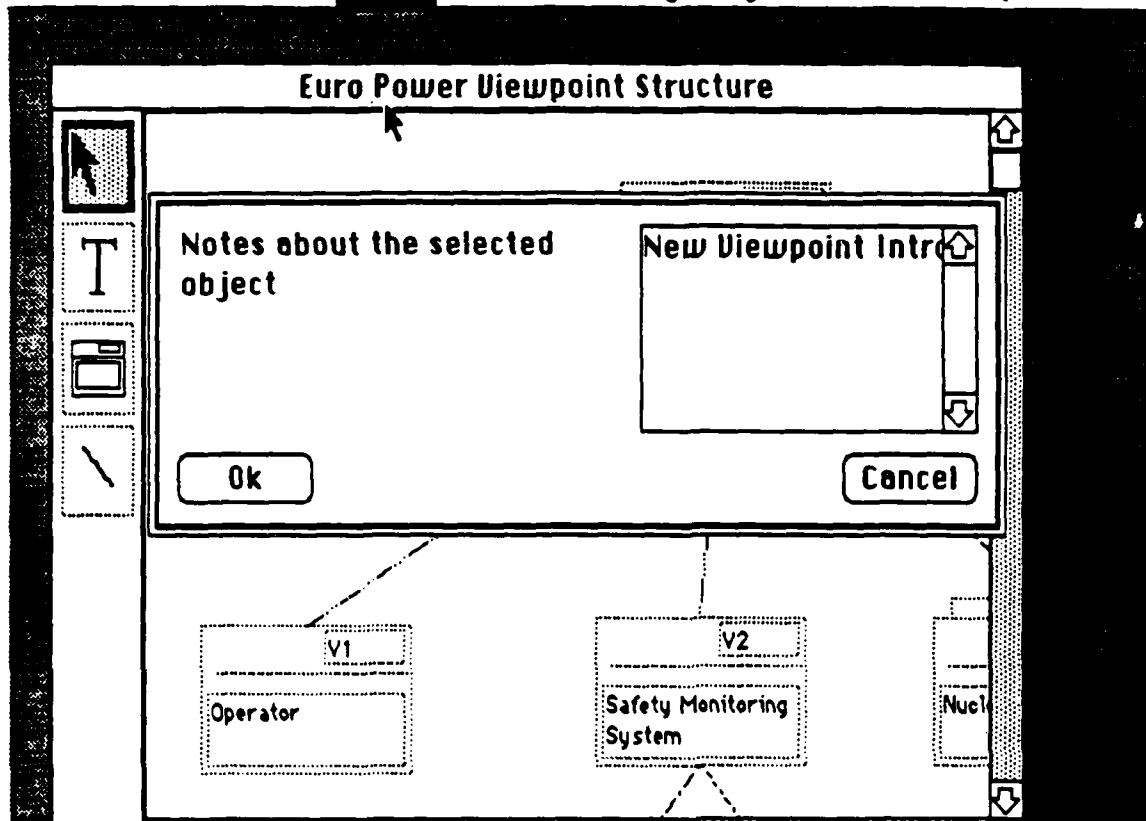 Euro Power Viewpoint Structure
T
Notes about the selected
object
New Viewpoint Intro
Ok
Cancel
V1
V2
Operator
Safety Monitoring
System
Nucl